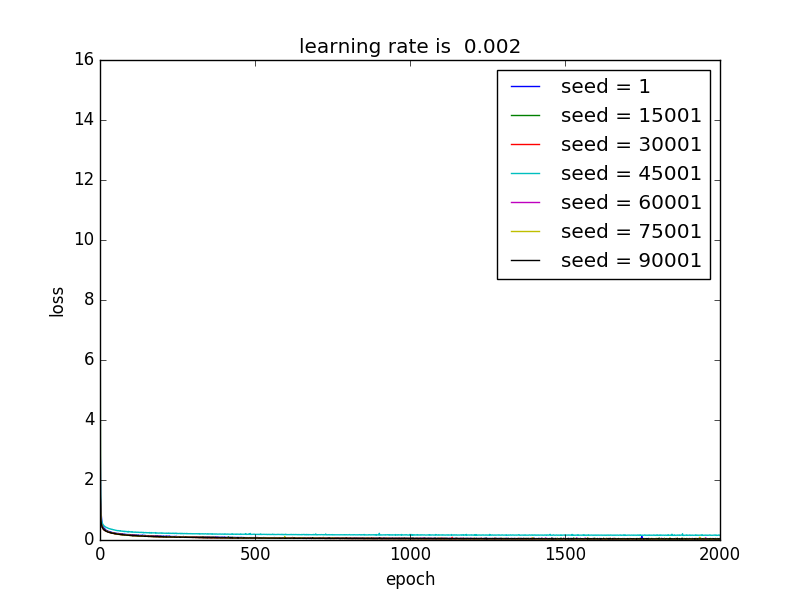 learning rate is  0.002
16
14
12
10
8
6
4
2
0
loss
seed = 1
seed = 15001
seed = 30001
seed = 45001
seed = 60001
seed = 75001
seed = 90001
0 500 1000 1500 2000
epoch